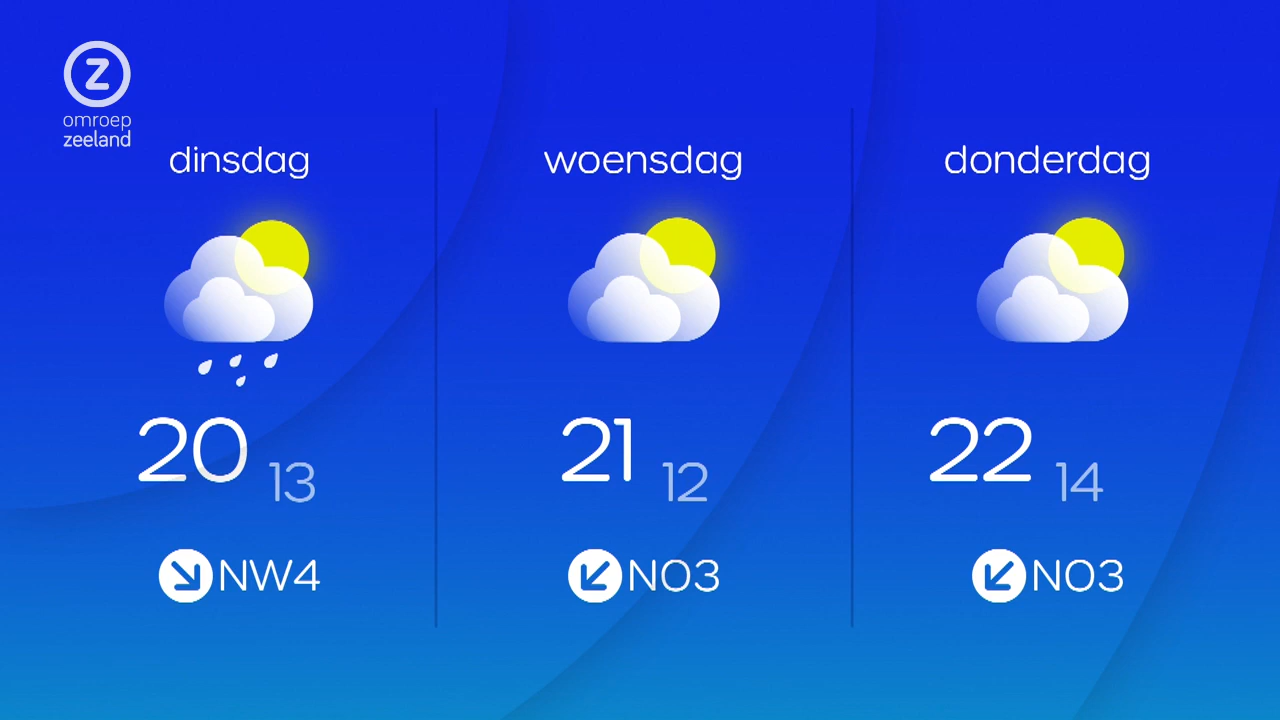 Z
omroep
zeeland
dinsdag
20
13
NW4
woensdag
21
12
NO3
donderdag
22
14
NO3